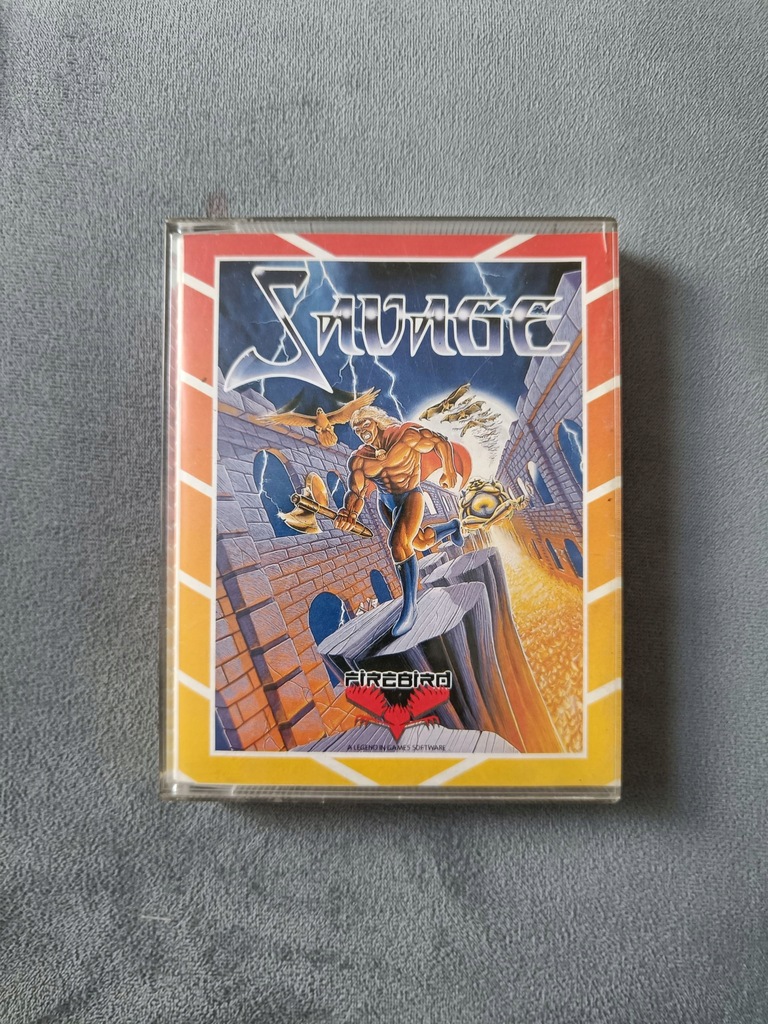 SAVAGE
FIREBIRD
A LEGEND IN GAMES SOFTWARE